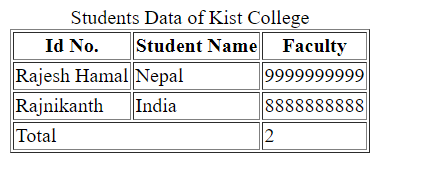 Students Data of Kist College
Id No. Student Name Faculty
Rajesh Hamal Nepal 9999999999
Rajnikanth India 8888888888
Total 2